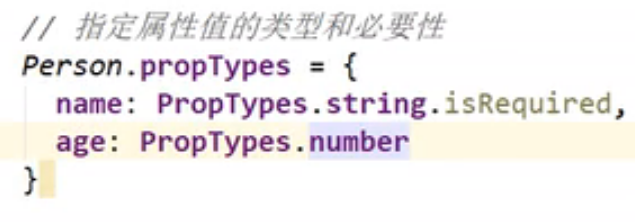 // 指定属性值的类型和必要性
Person.propTypes = {
  name: PropTypes.string.isRequired,
  age: PropTypes.number
}